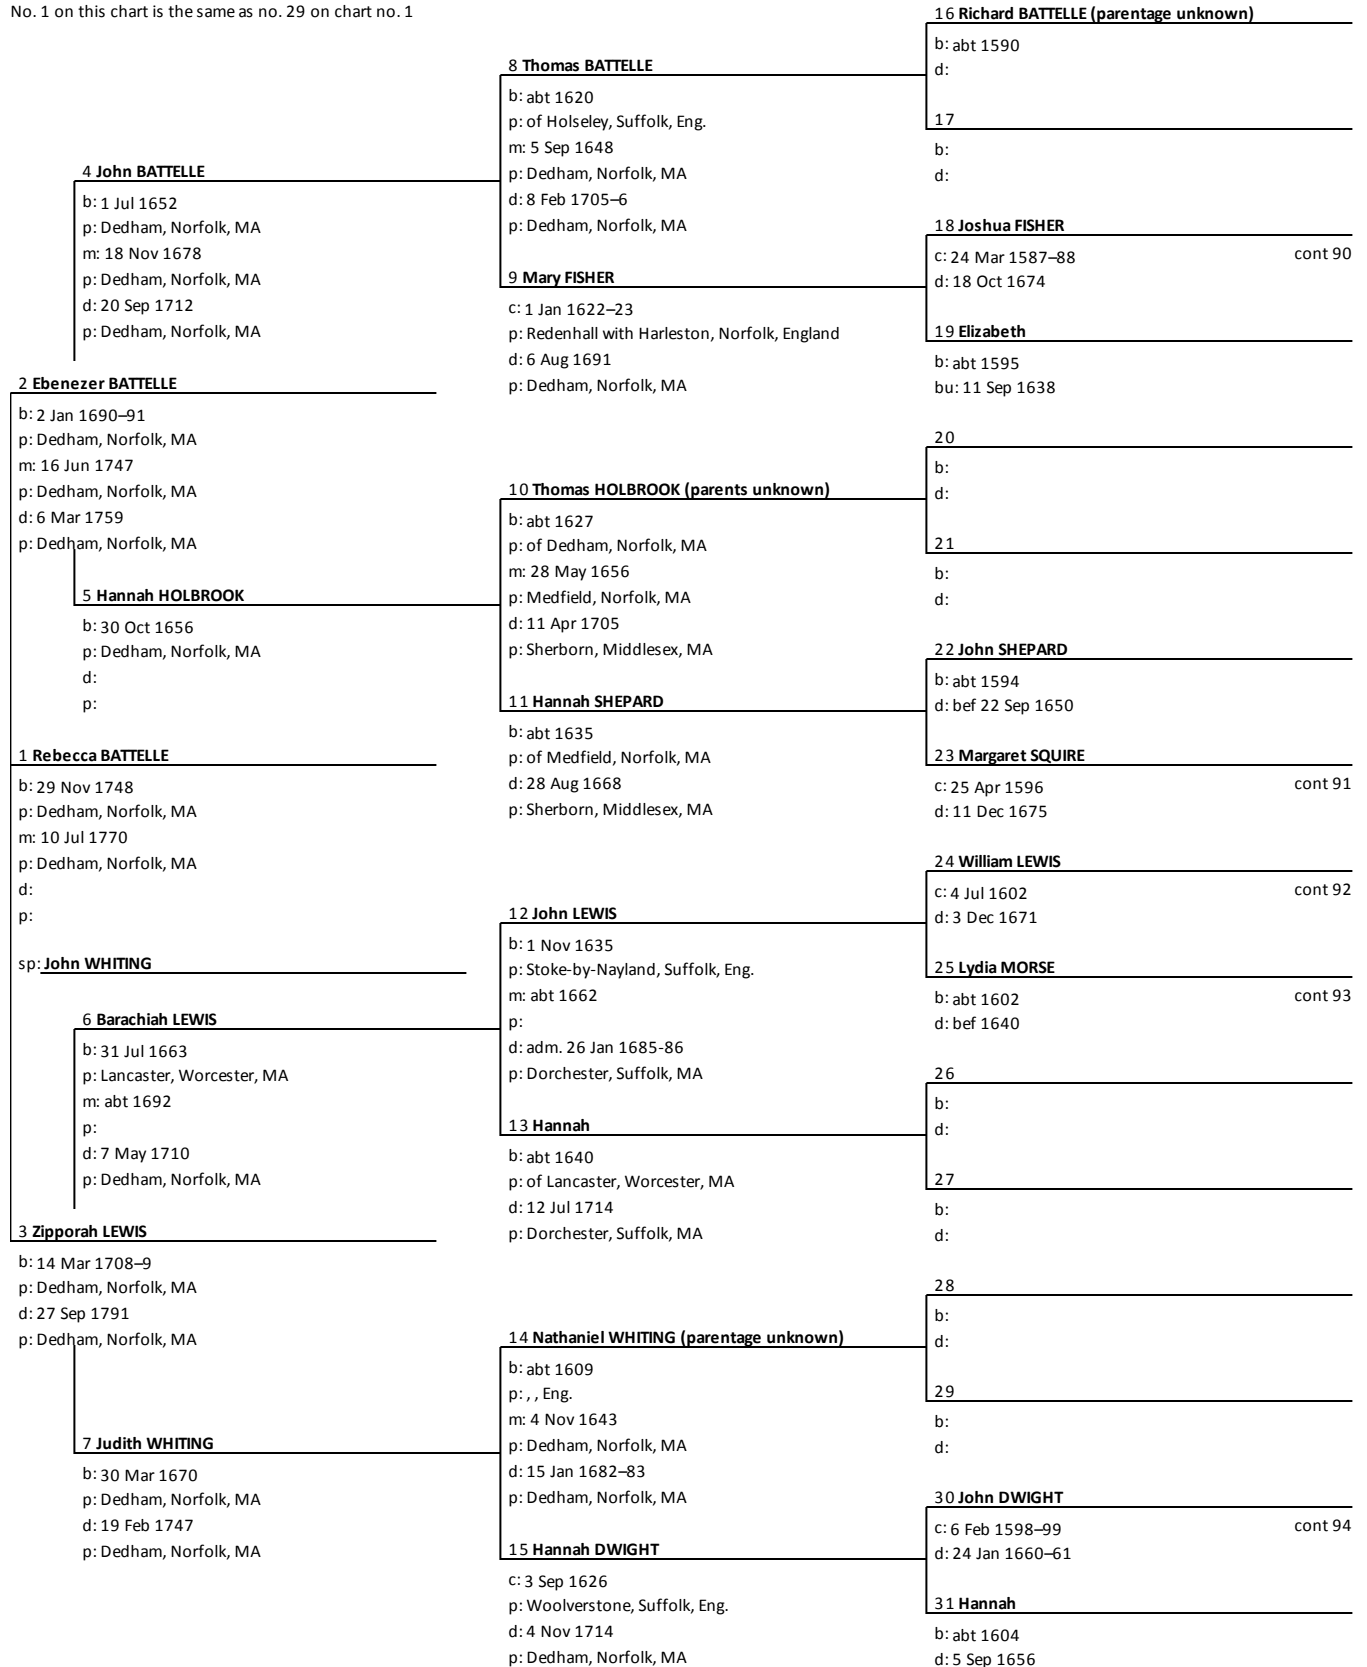 No. 1 on this chart is the same as no. 29 on chart no. 1
4 John BATTELLE
b: 1 Jul 1652
p: Dedham, Norfolk, MA
m: 18 Nov 1678
p: Dedham, Norfolk, MA
d: 20 Sep 1712
p: Dedham, Norfolk, MA
2 Ebenezer BATTELLE
b: 2 Jan 1690–91
p: Dedham, Norfolk, MA
m: 16 Jun 1747
p: Dedham, Norfolk, MA
d: 6 Mar 1759
p: Dedham, Norfolk, MA
5 Hannah HOLBROOK
b: 30 Oct 1656
p: Dedham, Norfolk, MA
d:
p:
1 Rebecca BATTELLE
b: 29 Nov 1748
p: Dedham, Norfolk, MA
m: 10 Jul 1770
p: Dedham, Norfolk, MA
d:
p:
sp: John WHITING
6 Barachiah LEWIS
b: 31 Jul 1663
p: Lancaster, Worcester, MA
m: abt 1692
p:
d: 7 May 1710
p: Dedham, Norfolk, MA
3 Zipporah LEWIS
b: 14 Mar 1708–9
p: Dedham, Norfolk, MA
d: 27 Sep 1791
p: Dedham, Norfolk, MA
7 Judith WHITING
b: 30 Mar 1670
p: Dedham, Norfolk, MA
d: 19 Feb 1747
p: Dedham, Norfolk, MA
8 Thomas BATTELLE
b: abt 1620
p: of Holseley, Suffolk, Eng.
m: 5 Sep 1648
p: Dedham, Norfolk, MA
d: 8 Feb 1705–6
p: Dedham, Norfolk, MA
9 Mary FISHER
c: 1 Jan 1622–23
p: Redenhall with Harleston, Norfolk, England
d: 6 Aug 1691
p: Dedham, Norfolk, MA
10 Thomas HOLBROOK (parents unknown)
b: abt 1627
p: of Dedham, Norfolk, MA
m: 28 May 1656
p: Medfield, Norfolk, MA
d: 11 Apr 1705
p: Sherborn, Middlesex, MA
11 Hannah SHEPARD
b: abt 1635
p: of Medfield, Norfolk, MA
d: 28 Aug 1668
p: Sherborn, Middlesex, MA
12 John LEWIS
b: 1 Nov 1635
p: Stoke-by-Nayland, Suffolk, Eng.
m: abt 1662
p:
d: adm. 26 Jan 1685-86
p: Dorchester, Suffolk, MA
13 Hannah
b: abt 1640
p: of Lancaster, Worcester, MA
d: 12 Jul 1714
p: Dorchester, Suffolk, MA
14 Nathaniel WHITING (parentage unknown)
b: abt 1609
p: , , Eng.
m: 4 Nov 1643
p: Dedham, Norfolk, MA
d: 15 Jan 1682–83
p: Dedham, Norfolk, MA
15 Hannah DWIGHT
c: 3 Sep 1626
p: Woolverstone, Suffolk, Eng.
d: 4 Nov 1714
p: Dedham, Norfolk, MA
16 Richard BATTELLE (parentage unknown)
b: abt 1590
d:
17
b:
d:
18 Joshua FISHER
c: 24 Mar 1587–88 cont 90
d: 18 Oct 1674
19 Elizabeth
b: abt 1595
bu: 11 Sep 1638
20
b:
d:
21
b:
d:
22 John SHEPARD
b: abt 1594
d: bef 22 Sep 1650
23 Margaret SQUIRE
c: 25 Apr 1596 cont 91
d: 11 Dec 1675
24 William LEWIS
c: 4 Jul 1602 cont 92
d: 3 Dec 1671
25 Lydia MORSE
b: abt 1602 cont 93
d: bef 1640
26
b:
d:
27
b:
d:
28
b:
d:
29
b:
d:
30 John DWIGHT
c: 6 Feb 1598–99 cont 94
d: 24 Jan 1660–61
31 Hannah
b: abt 1604
d: 5 Sep 1656